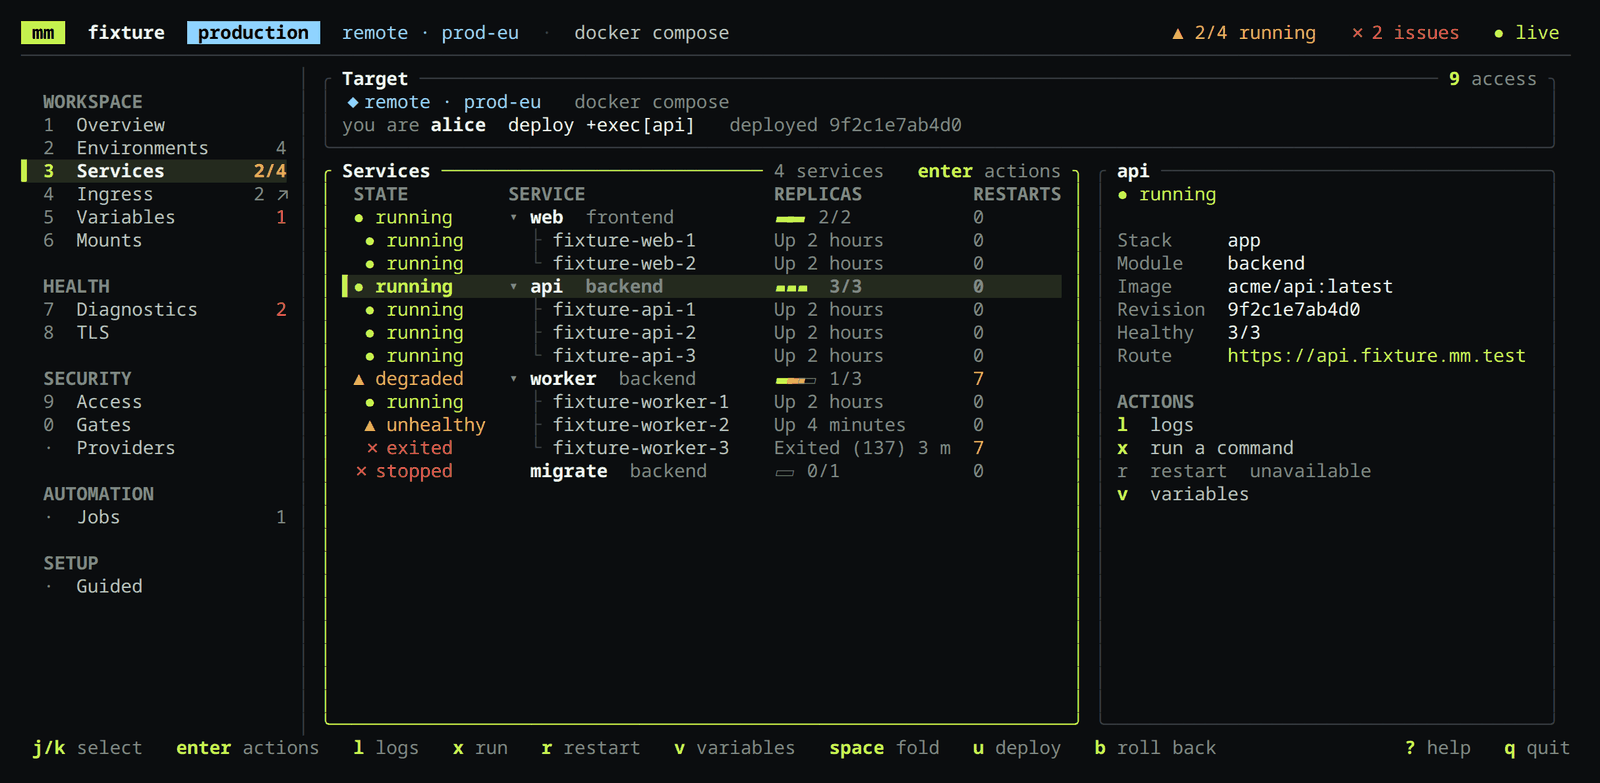 mm fixture production remote · prod-eu · docker compose ▲ 2/4 running × 2 issues ● live
WORKSPACE
1 Overview
2 Environments 4
3 Services 2/4
4 Ingress 2 ↗
5 Variables 1
6 Mounts
HEALTH
7 Diagnostics 2
8 TLS
SECURITY
9 Access
0 Gates
· Providers
AUTOMATION
· Jobs 1
SETUP
· Guided
Target 9 access
◆ remote · prod-eu docker compose
you are alice deploy +exec[api] deployed 9f2c1e7ab4d0
Services 4 services enter actions
STATE SERVICE REPLICAS RESTARTS
● running ▾ web frontend 2/2 0
● running fixture-web-1 Up 2 hours 0
● running fixture-web-2 Up 2 hours 0
● running ▾ api backend 3/3 0
● running fixture-api-1 Up 2 hours 0
● running fixture-api-2 Up 2 hours 0
● running fixture-api-3 Up 2 hours 0
▲ degraded ▾ worker backend 1/3 7
● running fixture-worker-1 Up 2 hours 0
▲ unhealthy fixture-worker-2 Up 4 minutes 0
× exited fixture-worker-3 Exited (137) 3 m 7
× stopped migrate backend 0/1 0
api
● running
Stack app
Module backend
Image acme/api:latest
Revision 9f2c1e7ab4d0
Healthy 3/3
Route https://api.fixture.mm.test
ACTIONS
l logs
x run a command
r restart unavailable
v variables
j/k select enter actions l logs x run r restart v variables space fold u deploy b roll back ? help q quit